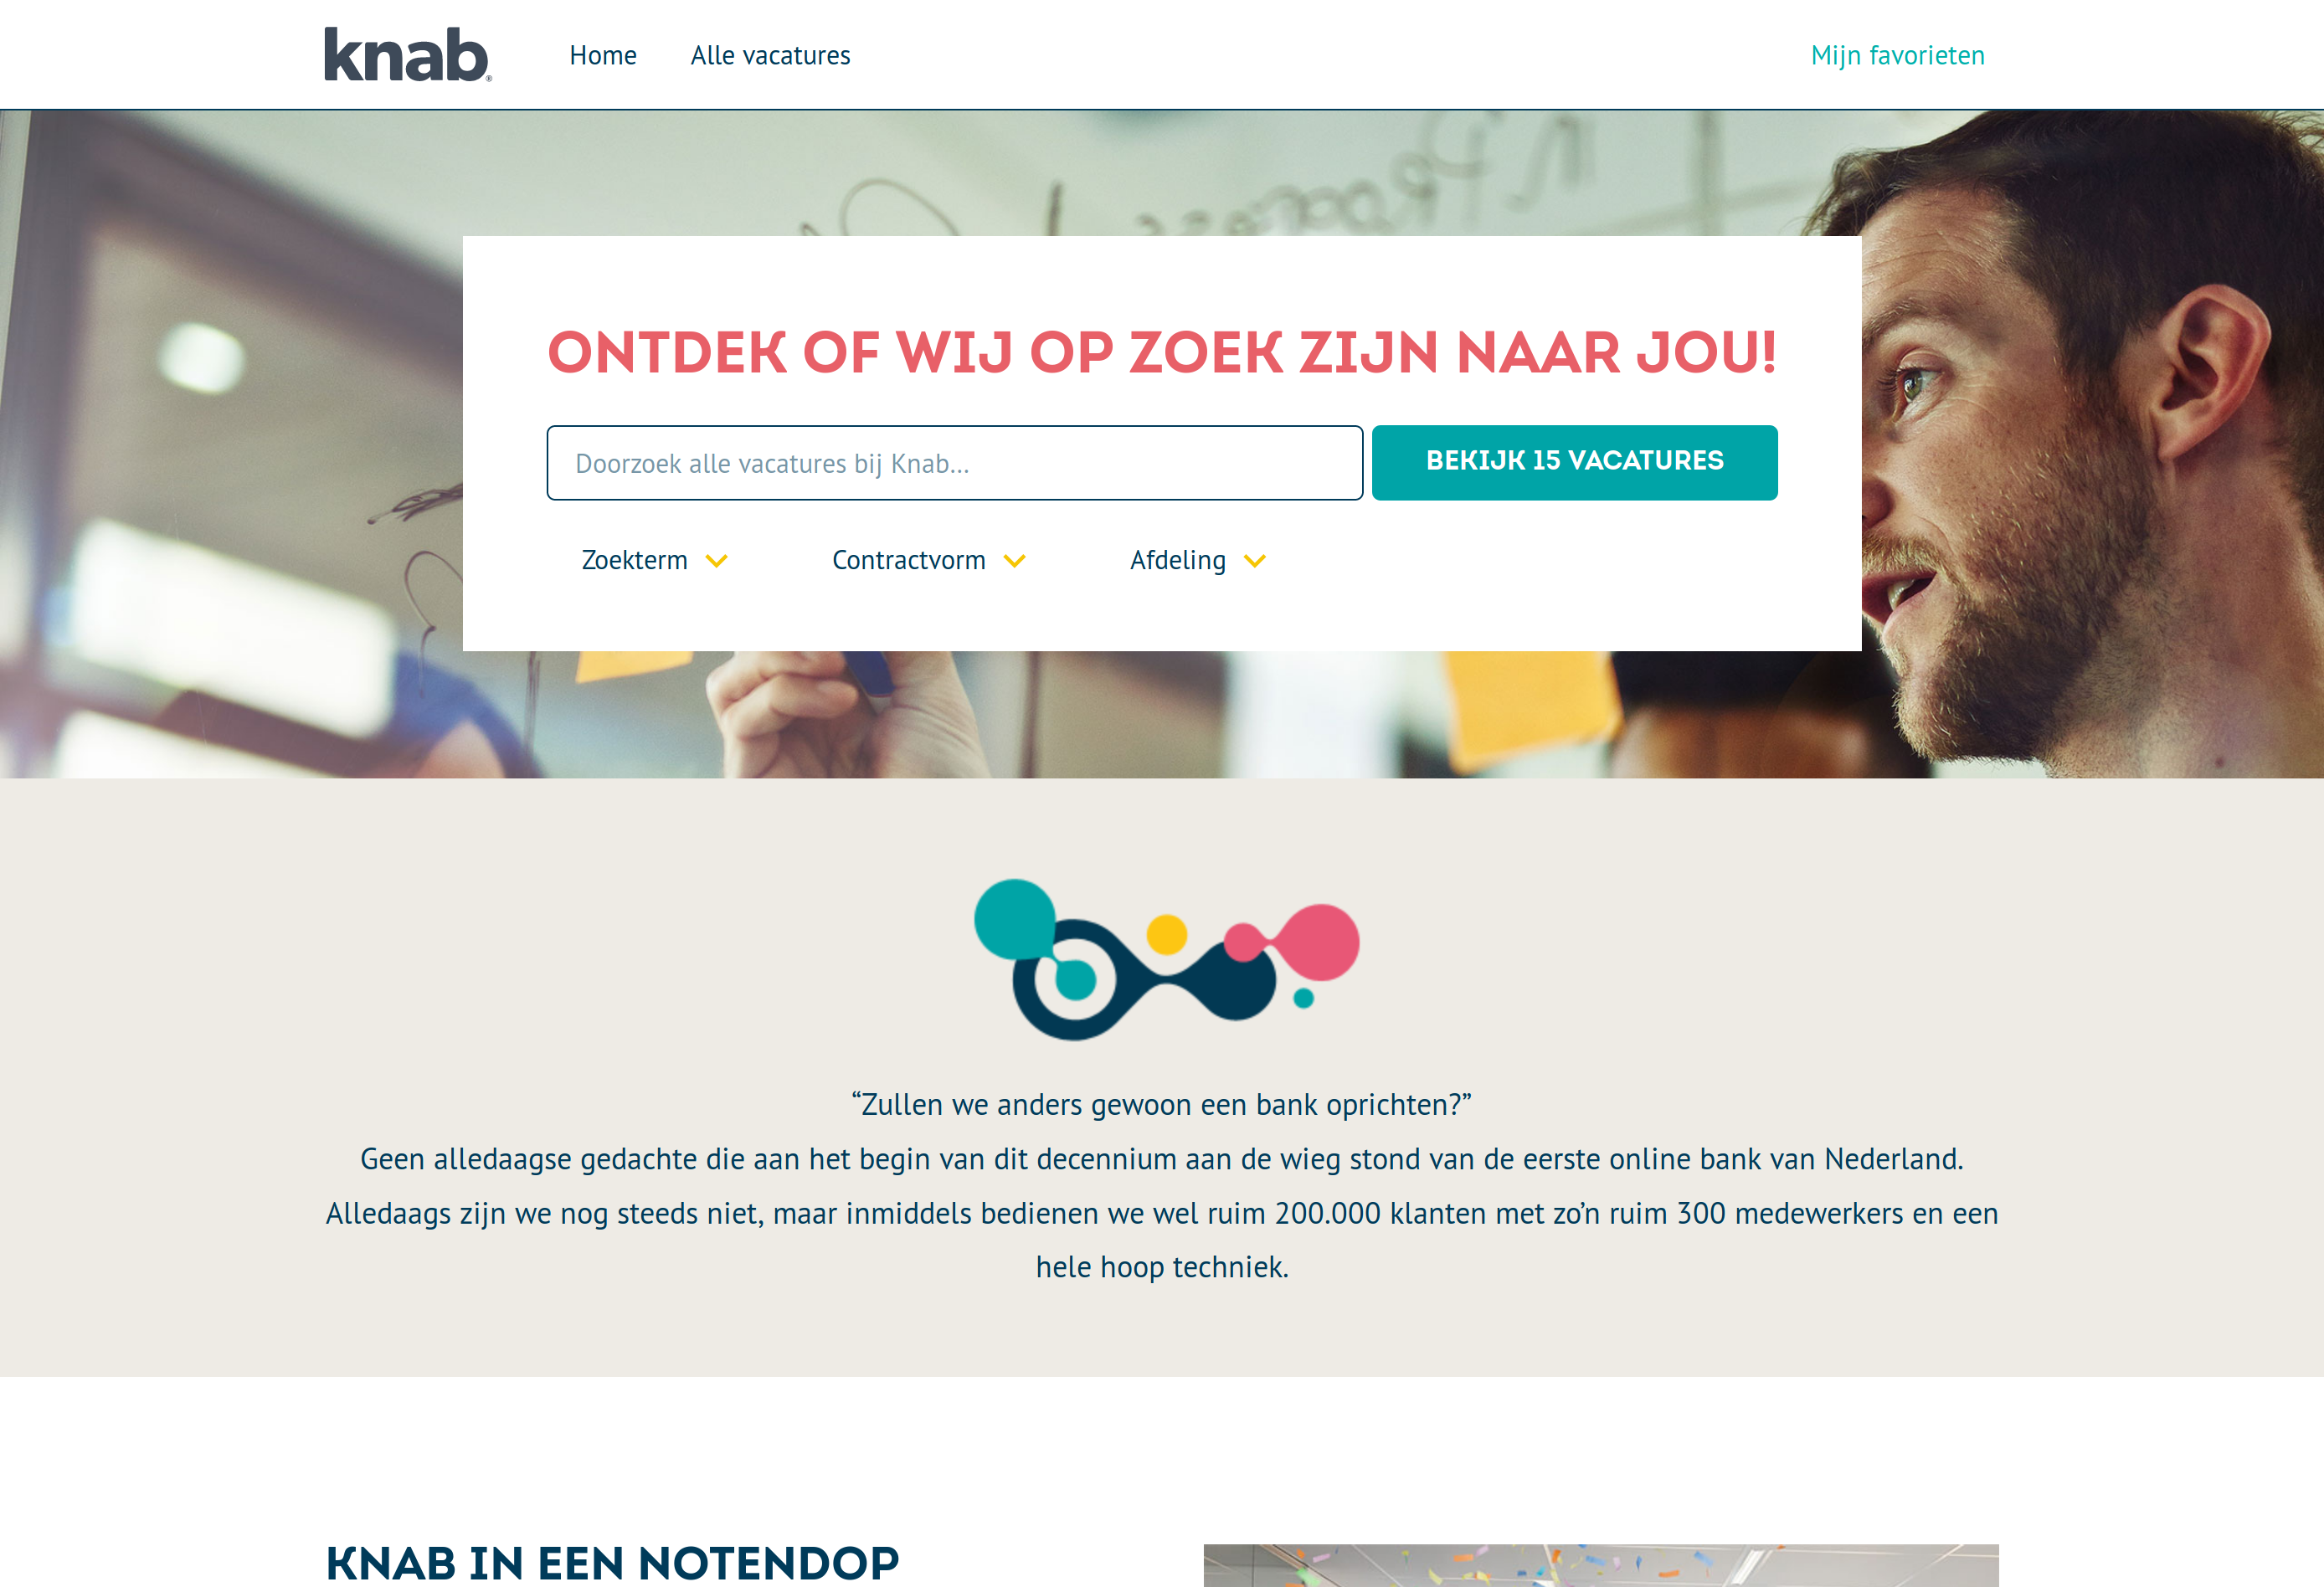 knab®
Home
Alle vacatures
Mijn favorieten
ONTDEK OF WIJ OP ZOEK ZIJN NAAR JOU!
Doorzoek alle vacatures bij Knab...
BEKIJK 15 VACATURES
Zoekterm
Contractvorm
Afdeling
“Zullen we anders gewoon een bank oprichten?”
Geen alledaagse gedachte die aan het begin van dit decennium aan de wieg stond van de eerste online bank van Nederland.
Alledaags zijn we nog steeds niet, maar inmiddels bedienen we wel ruim 200.000 klanten met zo’n ruim 300 medewerkers en een
hele hoop techniek.
KNAB IN EEN NOTENDOP